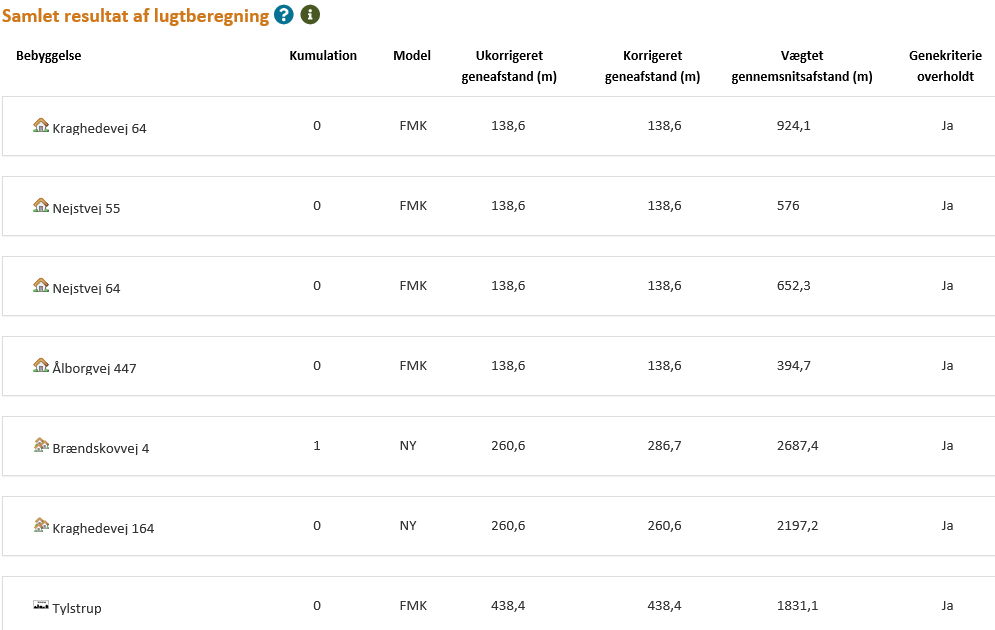 Samlet resultat af lugtberegning ? i
Bebyggelse Kumulation Model Ukorrigeret geneafstand (m) Korrigeret geneafstand (m) Vægtet gennemsnitsafstand (m) Genekriterie overholdt
Kraghedevej 64 0 FMK 138,6 138,6 924,1 Ja
Nejstvej 55 0 FMK 138,6 138,6 576 Ja
Nejstvej 64 0 FMK 138,6 138,6 652,3 Ja
Ålborgvej 447 0 FMK 138,6 138,6 394,7 Ja
Brændskovvej 4 1 NY 260,6 286,7 2687,4 Ja
Kraghedevej 164 0 NY 260,6 260,6 2197,2 Ja
Tylstrup 0 FMK 438,4 438,4 1831,1 Ja